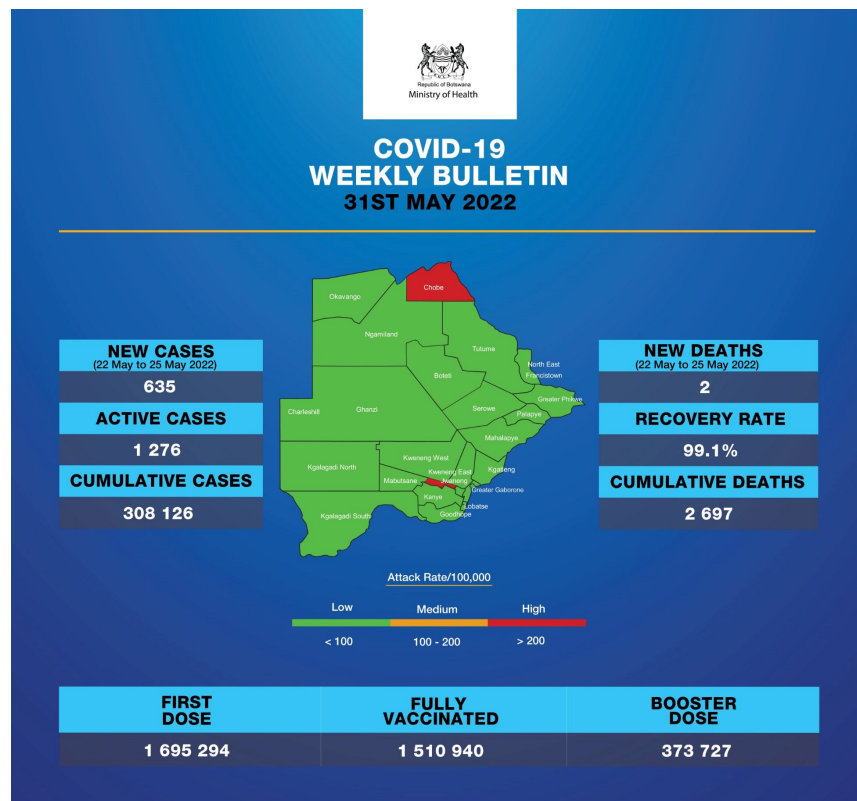 Republic of Botswana
Ministry of Health
COVID-19
WEEKLY BULLETIN
31ST MAY 2022
NEW CASES
(22 May to 25 May 2022)
635
ACTIVE CASES
1 276
CUMULATIVE CASES
308 126
Chobe
Okavango
Ngamiland
Tutume
North East
Francistown
Boteti
Greater Phikwe
Charleshill
Ghanzi
Serowe
Palapye
Mahalapye
Kweneng West
Kgatleng
Kgalagadi North
Kweneng East
Mabutsane
Jwaneng
Greater Gaborone
Kanye
Lobatse
Goodhope
Kgalagadi South
NEW DEATHS
(22 May to 25 May 2022)
2
RECOVERY RATE
99.1%
CUMULATIVE DEATHS
2 697
Attack Rate/100,000
Low Medium High
< 100 100 - 200 > 200
FIRST
DOSE
1 695 294
FULLY
VACCINATED
1 510 940
BOOSTER
DOSE
373 727